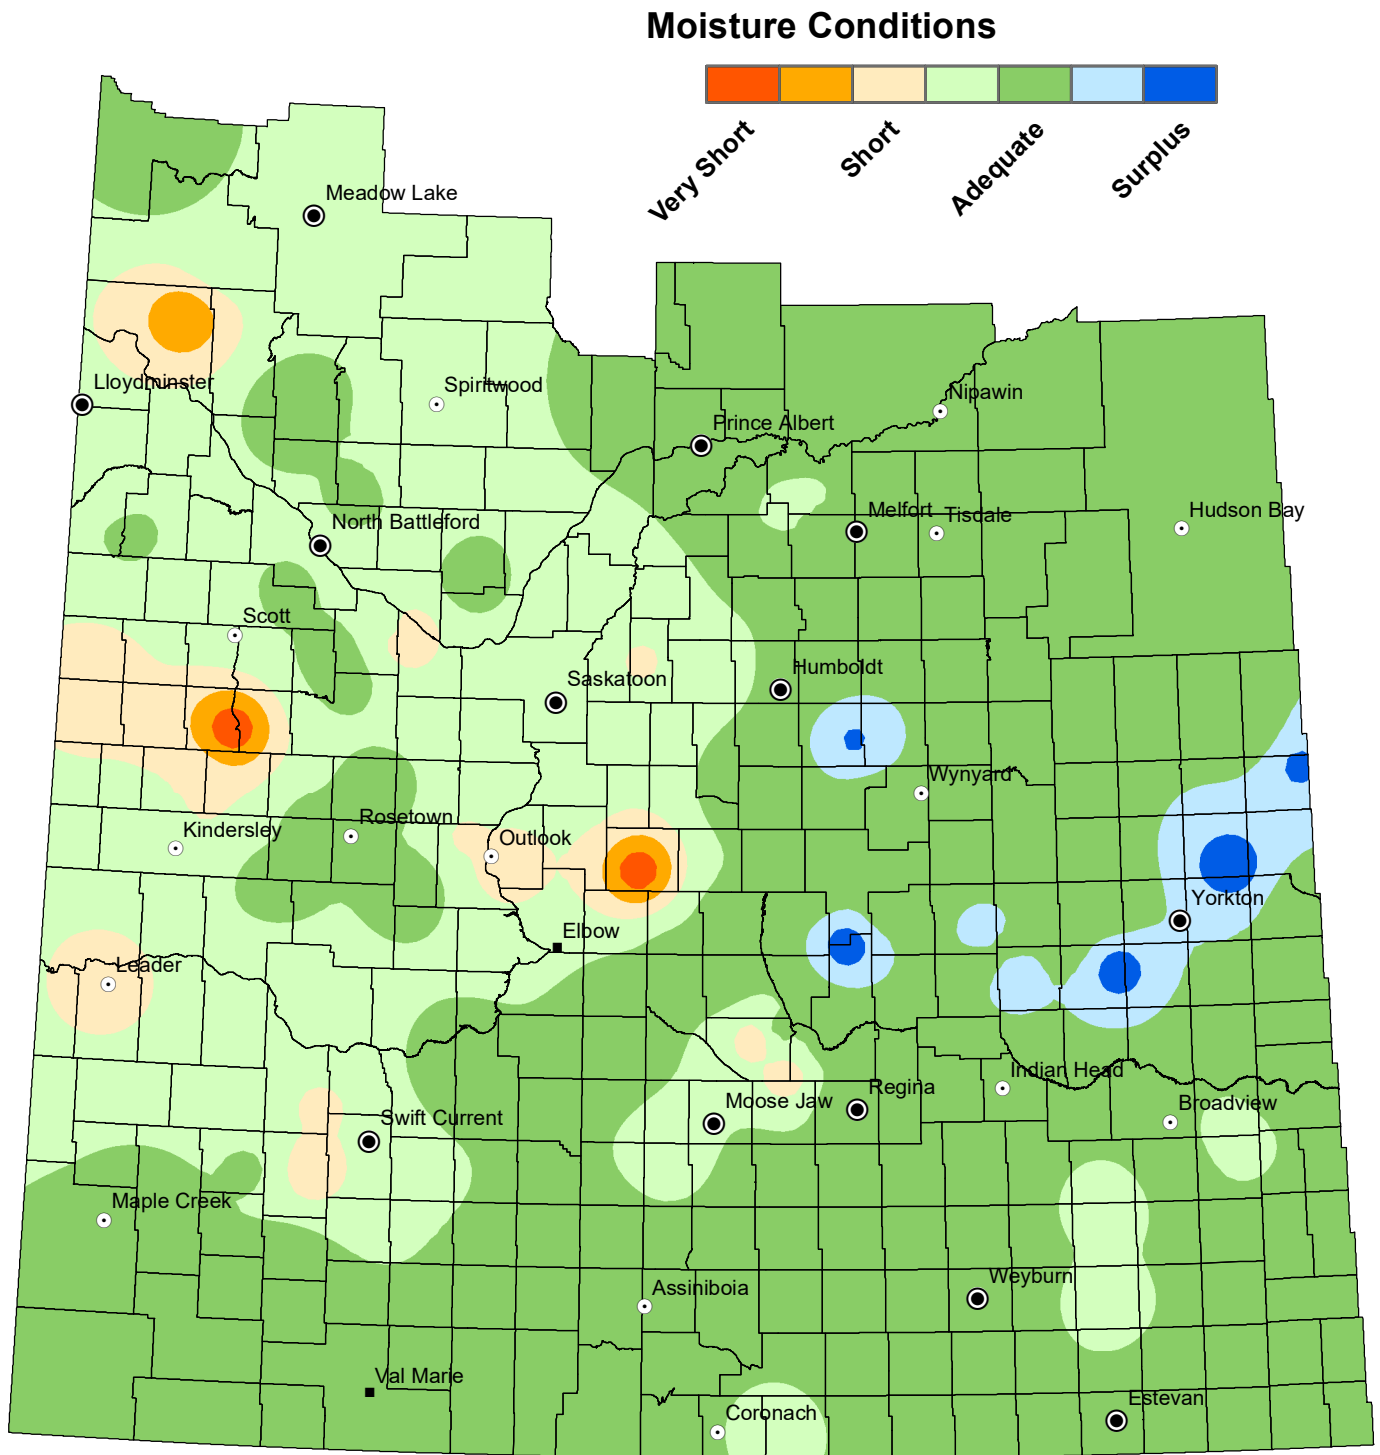 Moisture Conditions
Very Short
Short
Adequate
Surplus
Meadow Lake
Lloydminster
Spiritwood
Nipawin
Prince Albert
Melfort
Tisdale
Hudson Bay
North Battleford
Scott
Saskatoon
Humboldt
Wynyard
Rosetown
Kindersley
Outlook
Yorkton
Elbow
Leader
Indian Head
Regina
Moose Jaw
Broadview
Swift Current
Maple Creek
Weyburn
Assiniboia
Val Marie
Estevan
Coronach